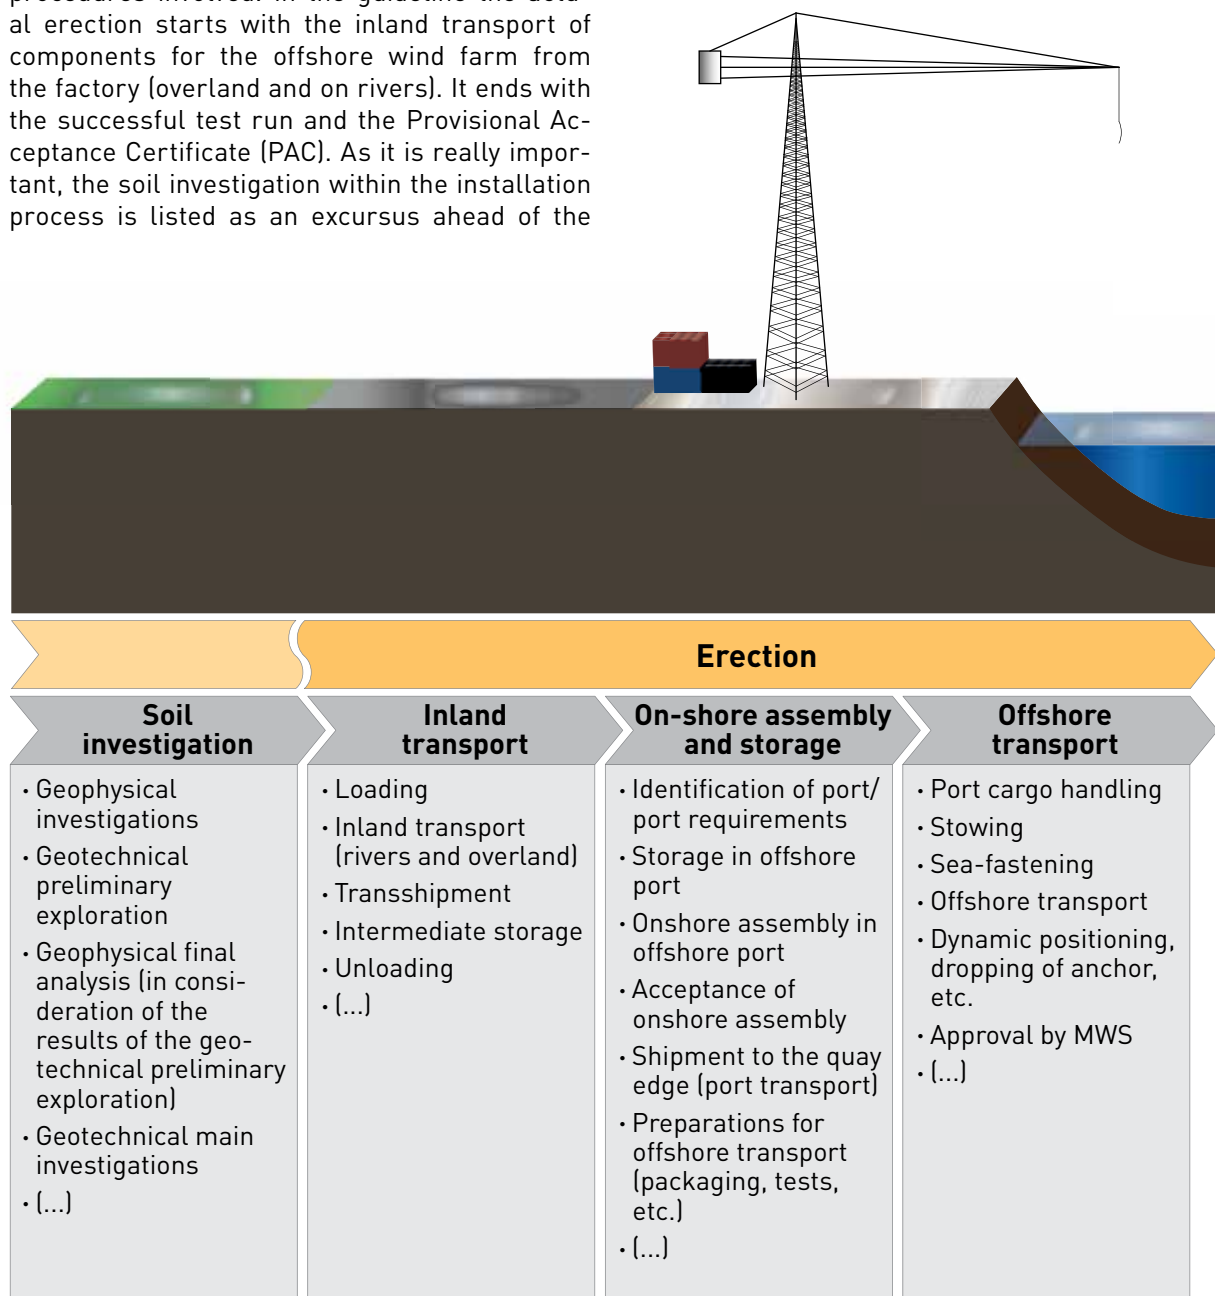 procedures involved. In the guideline the actu-
al erection starts with the inland transport of
components for the offshore wind farm from
the factory (overland and on rivers). It ends with
the successful test run and the Provisional Ac-
ceptance Certificate (PAC). As it is really impor-
tant, the soil investigation within the installation
process is listed as an excursus ahead of the
Erection
Soil
investigation
· Geophysical
investigations
· Geotechnical
preliminary
exploration
· Geophysical final
analysis (in consi-
deration of the
results of the geo-
technical preliminary
exploration)
· Geotechnical main
investigations
· (...)
Inland
transport
· Loading
· Inland transport
(rivers and overland)
· Transshipment
· Intermediate storage
· Unloading
· (...)
On-shore assembly
and storage
· Identification of port/
port requirements
· Storage in offshore
port
· Onshore assembly in
offshore port
· Acceptance of
onshore assembly
· Shipment to the quay
edge (port transport)
· Preparations for
offshore transport
(packaging, tests,
etc.)
· (...)
Offshore
transport
· Port cargo handling
· Stowing
· Sea-fastening
· Offshore transport
· Dynamic positioning,
dropping of anchor,
etc.
· Approval by MWS
· (...)